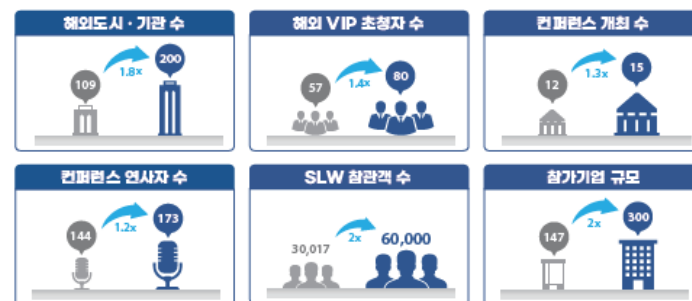 해외도시 · 기관 수
109
1.8x
200
해외 VIP 초청자 수
57
1.4x
80
컨퍼런스 개최 수
12
1.3x
15
컨퍼런스 연사자 수
144
1.2x
173
SLW 참관객 수
30,017
2x
60,000
참가기업 규모
147
2x
300